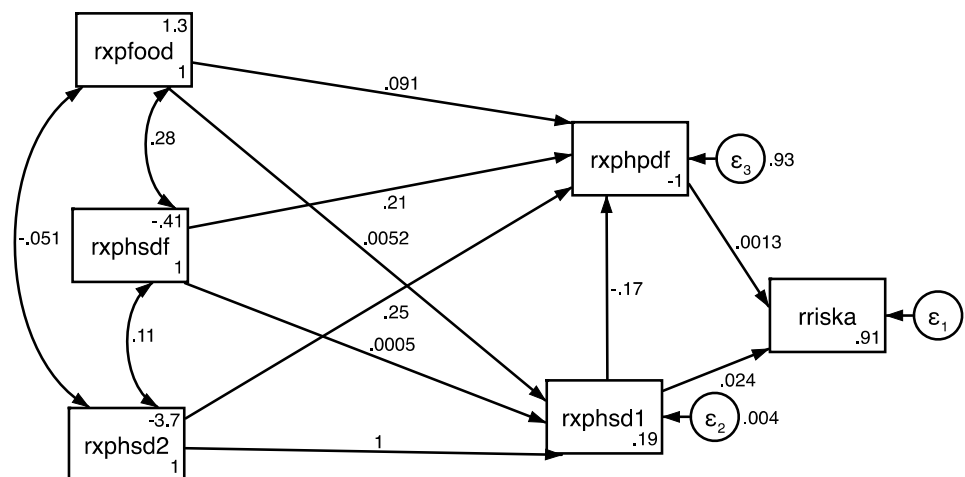 1.3
rxpfood
1
.091
.28
rxphpdf
-1
ε3
.93
-.41
rxphsdf
1
.21
-.051
.0052
.0013
-.17
rriska
.91
ε1
.11
.25
.0005
.024
-3.7
rxphsd2
1
1
rxphsd1
.19
ε2
.004